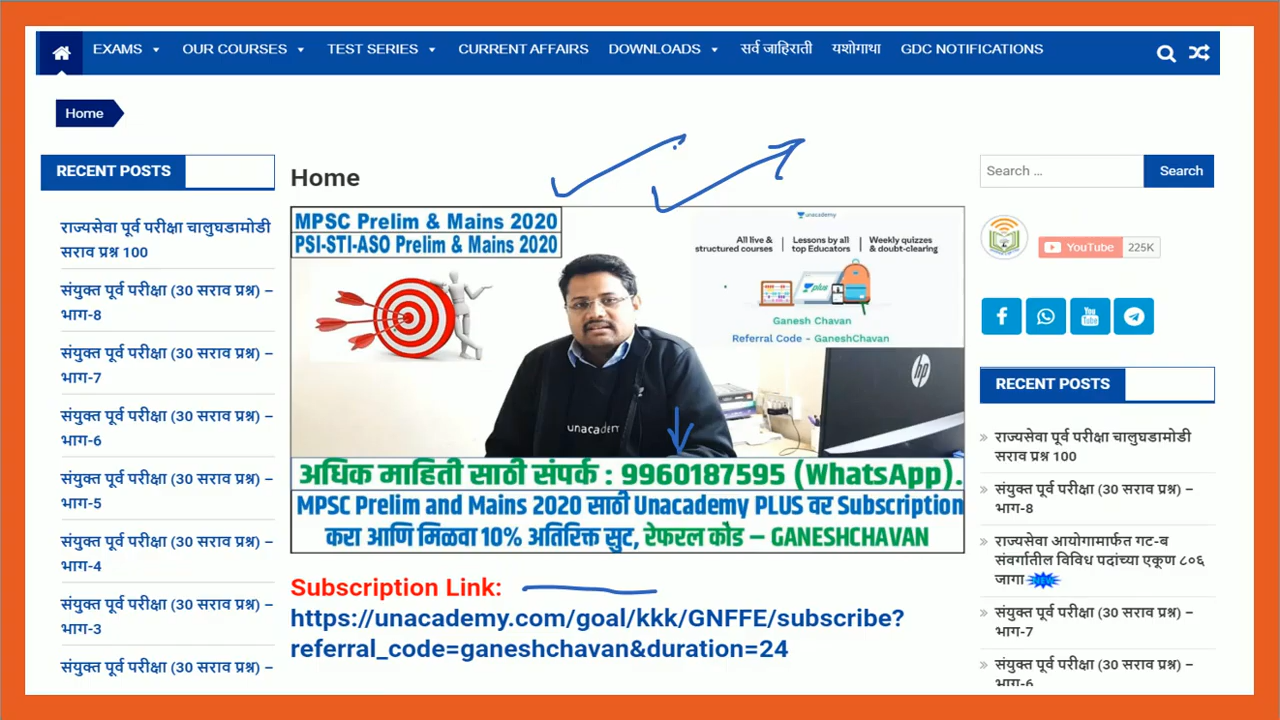 EXAMS
OUR COURSES
TEST SERIES
CURRENT AFFAIRS
DOWNLOADS
सर्व जाहिराती
यशोगाथा
GDC NOTIFICATIONS
Home
RECENT POSTS
राज्यसेवा पूर्व परीक्षा चालुघडामोडी
सराव प्रश्न 100
संयुक्त पूर्व परीक्षा (30 सराव प्रश्न) –
भाग-8
संयुक्त पूर्व परीक्षा (30 सराव प्रश्न) –
भाग-7
संयुक्त पूर्व परीक्षा (30 सराव प्रश्न) –
भाग-6
संयुक्त पूर्व परीक्षा (30 सराव प्रश्न) –
भाग-5
संयुक्त पूर्व परीक्षा (30 सराव प्रश्न) –
भाग-4
संयुक्त पूर्व परीक्षा (30 सराव प्रश्न) –
भाग-3
संयुक्त पूर्व परीक्षा (30 सराव प्रश्न) –
Home
MPSC Prelim & Mains 2020
PSI-STI-ASO Prelim & Mains 2020
unacademy
All live &
structured courses
Lessons by all
top Educators
Weekly quizzes
& doubt-clearing
plus
Ganesh Chavan
Referral Code - GaneshChavan
hp
unacademy
अधिक माहिती साठी संपर्क : 9960187595 (WhatsApp).
MPSC Prelim and Mains 2020 साठी Unacademy PLUS वर Subscription
करा आणि मिळवा 10% अतिरिक्त सुट, रेफरल कौड – GANESHCHAVAN
Subscription Link:
https://unacademy.com/goal/kkk/GNFFE/subscribe?
referral_code=ganeshchavan&duration=24
Search ...
Search
YouTube 225K
You
Tube
RECENT POSTS
राज्यसेवा पूर्व परीक्षा चालुघडामोडी
सराव प्रश्न 100
संयुक्त पूर्व परीक्षा (30 सराव प्रश्न) –
भाग-8
राज्यसेवा आयोगामार्फत गट-ब
संवर्गातील विविध पदांच्या एकूण ८०६
जागा
संयुक्त पूर्व परीक्षा (30 सराव प्रश्न) –
भाग-7
संयुक्त पूर्व परीक्षा (30 सराव प्रश्न) –
भाग-6